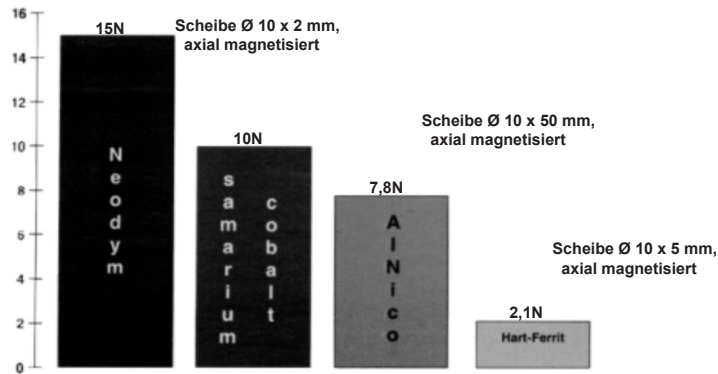 16
14
12
10
8
6
4
2
0
15N
Scheibe Ø 10 x 2 mm,
axial magnetisiert
Neodym
10N
samarium
cobalt
Scheibe Ø 10 x 50 mm,
axial magnetisiert
7,8N
AlNico
Scheibe Ø 10 x 5 mm,
axial magnetisiert
2,1N
Hart-Ferrit